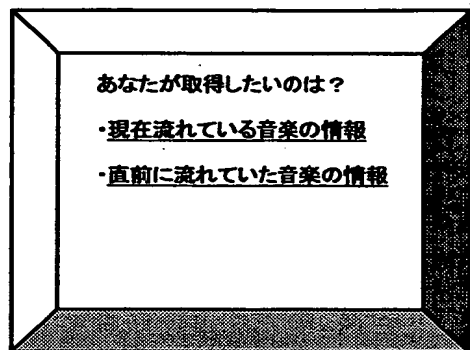 あなたが取得したいのは？
・現在流れている音楽の情報
・直前に流れていた音楽の情報